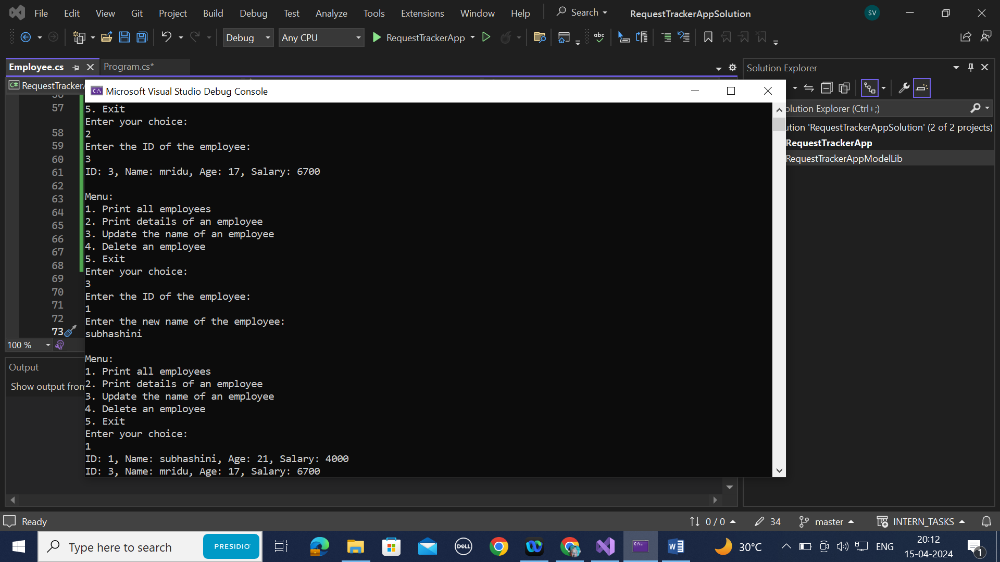 File Edit View Git Project Build Debug Test Analyze Tools Extensions Window Help Search RequestTrackerAppSolution SV
Debug Any CPU RequestTrackerApp
Employee.cs Program.cs*
Solution Explorer
C# RequestTracker
Microsoft Visual Studio Debug Console
olution Explorer (Ctrl+;)
ution 'RequestTrackerAppSolution' (2 of 2 projects)
RequestTrackerApp
RequestTrackerAppModelLib
57
58
59
60
61
62
63
64
65
66
67
68
69
70
71
72
73
100 %
Output
Show output from
5. Exit
Enter your choice:
2
Enter the ID of the employee:
3
ID: 3, Name: mridu, Age: 17, Salary: 6700
Menu:
1. Print all employees
2. Print details of an employee
3. Update the name of an employee
4. Delete an employee
5. Exit
Enter your choice:
3
Enter the ID of the employee:
1
Enter the new name of the employee:
subhashini
Menu:
1. Print all employees
2. Print details of an employee
3. Update the name of an employee
4. Delete an employee
5. Exit
Enter your choice:
1
ID: 1, Name: subhashini, Age: 21, Salary: 4000
ID: 3, Name: mridu, Age: 17, Salary: 6700
Ready 0 / 0 34 master INTERN_TASKS
Type here to search PRESIDIO DELL 30°C ENG 20:12
15-04-2024 1